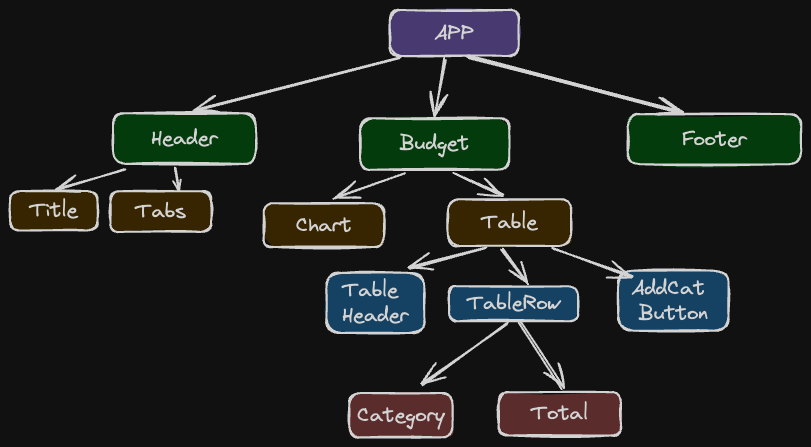 APP
Header
Budget
Footer
Title
Tabs
Chart
Table
Table
Header
TableRow
AddCat
Button
Category
Total